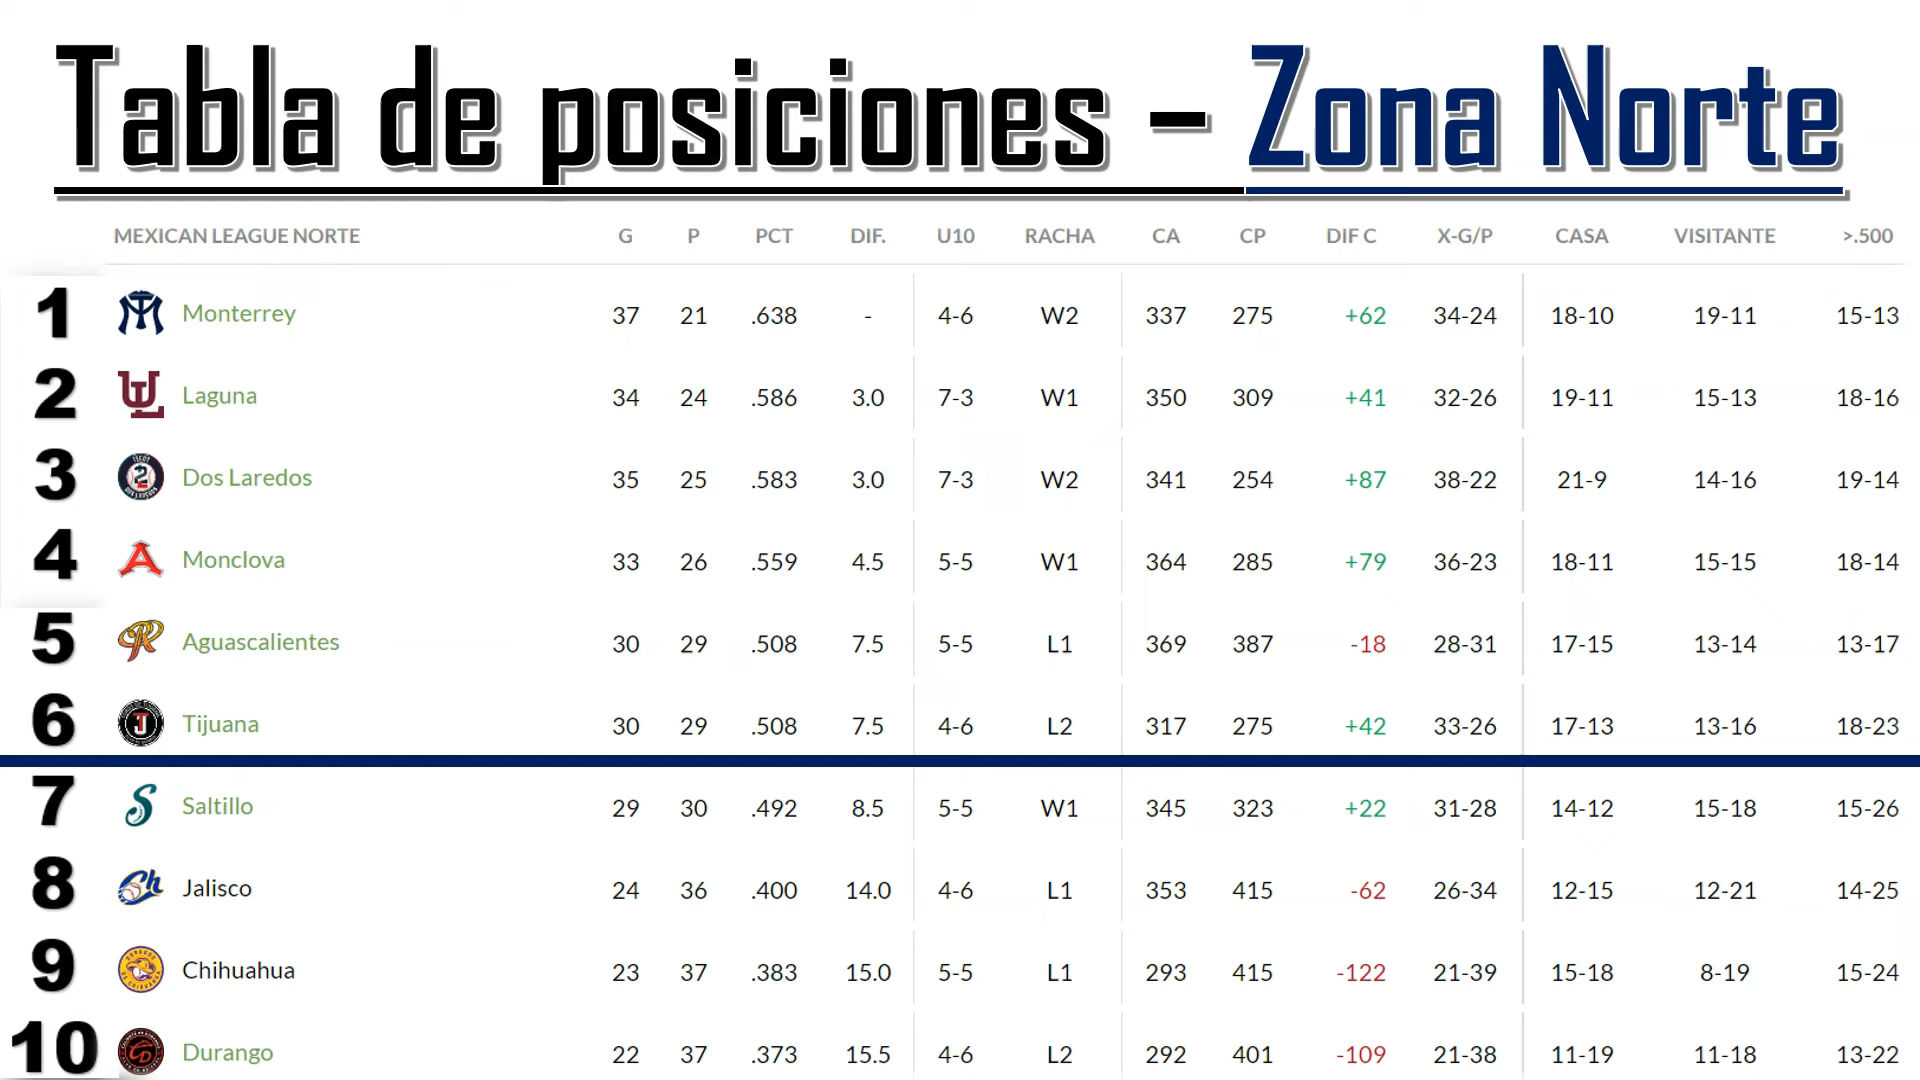 Tabla de posiciones – Zona Norte
MEXICAN LEAGUE NORTE G P PCT DIF. U10 RACHA CA CP DIF C X-G/P CASA VISITANTE >.500
1 Monterrey 37 21 .638 - 4-6 W2 337 275 +62 34-24 18-10 19-11 15-13
2 Laguna 34 24 .586 3.0 7-3 W1 350 309 +41 32-26 19-11 15-13 18-16
3 Dos Laredos 35 25 .583 3.0 7-3 W2 341 254 +87 38-22 21-9 14-16 19-14
4 Monclova 33 26 .559 4.5 5-5 W1 364 285 +79 36-23 18-11 15-15 18-14
5 Aguascalientes 30 29 .508 7.5 5-5 L1 369 387 -18 28-31 17-15 13-14 13-17
6 Tijuana 30 29 .508 7.5 4-6 L2 317 275 +42 33-26 17-13 13-16 18-23
7 Saltillo 29 30 .492 8.5 5-5 W1 345 323 +22 31-28 14-12 15-18 15-26
8 Jalisco 24 36 .400 14.0 4-6 L1 353 415 -62 26-34 12-15 12-21 14-25
9 Chihuahua 23 37 .383 15.0 5-5 L1 293 415 -122 21-39 15-18 8-19 15-24
10 Durango 22 37 .373 15.5 4-6 L2 292 401 -109 21-38 11-19 11-18 13-22